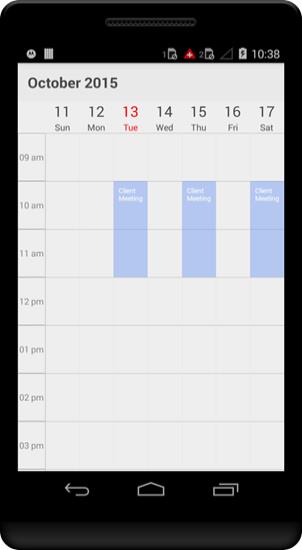 1 2 10:38
October 2015
11 12 13 14 15 16 17
Sun Mon Tue Wed Thu Fri Sat
09 am
10 am
Client Client Client
Meeting Meeting Meeting
11 am
12 pm
01 pm
02 pm
03 pm